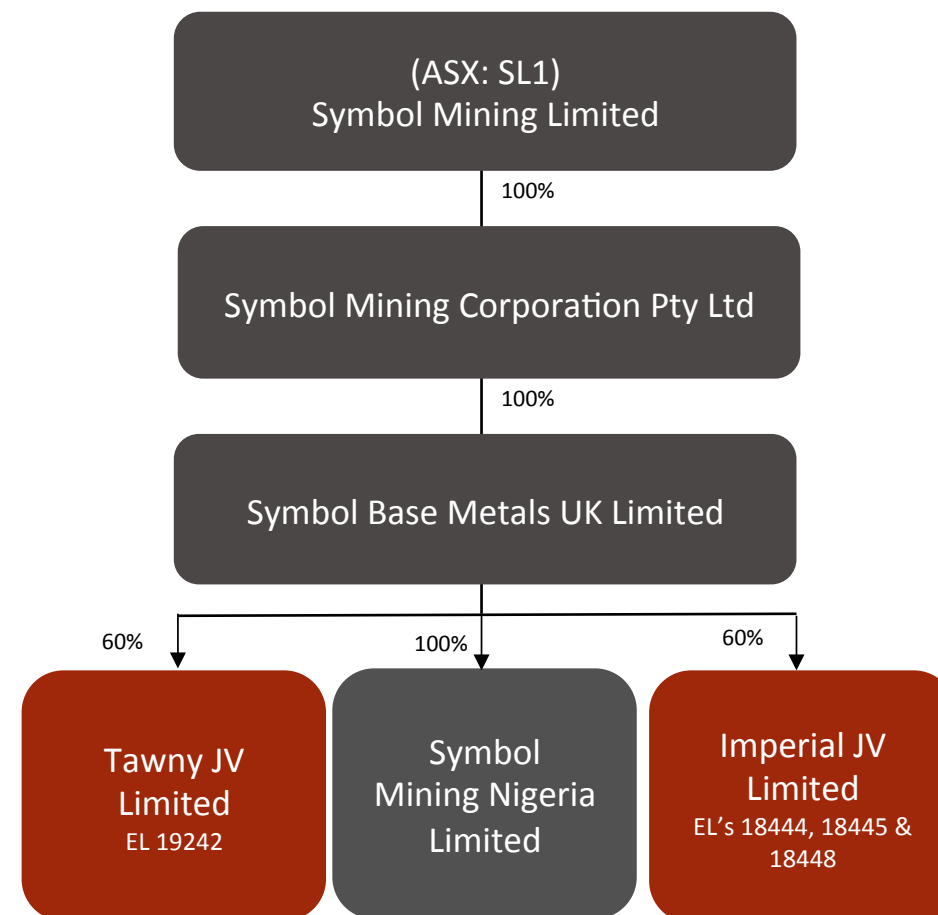 (ASX: SL1)
Symbol Mining Limited
100%
Symbol Mining Corporation Pty Ltd
100%
Symbol Base Metals UK Limited
60%
100%
60%
Tawny JV
Limited
EL 19242
Symbol
Mining Nigeria
Limited
Imperial JV
Limited
EL’s 18444, 18445 &
18448